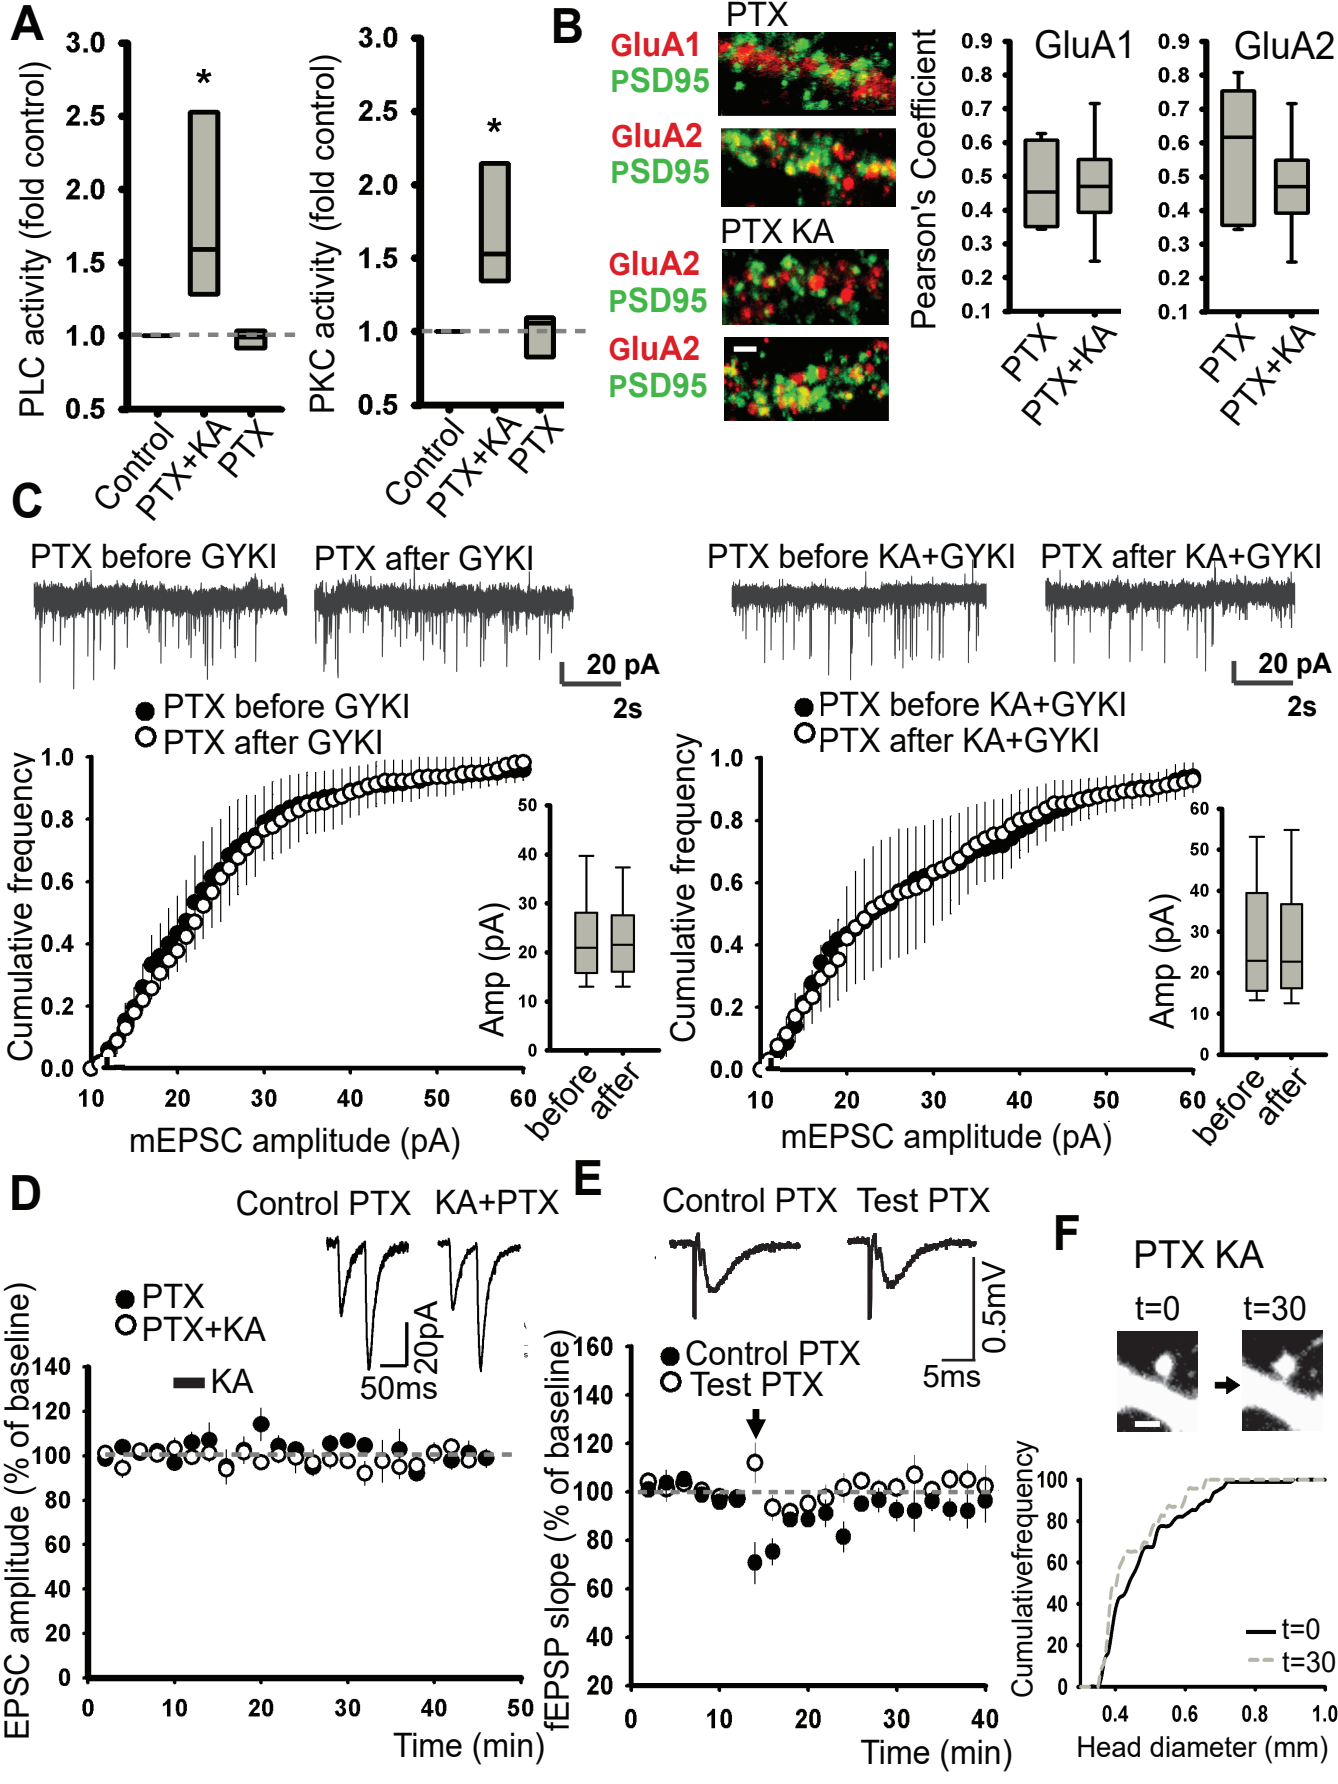 A
PLC activity (fold control)
3.0
2.5
2.0
1.5
1.0
0.5
*
Control
PTX+KA
PTX
PKC activity (fold control)
3.0
2.5
2.0
1.5
1.0
0.5
*
Control
PTX+KA
PTX
B
PTX
GluA1
PSD95
GluA2
PSD95
PTX KA
GluA2
PSD95
GluA2
PSD95
Pearson's Coefficient
GluA1
0.9
0.8
0.7
0.6
0.5
0.4
0.3
0.2
0.1
PTX
PTX+KA
GluA2
0.9
0.8
0.7
0.6
0.5
0.4
0.3
0.2
0.1
PTX
PTX+KA
C
PTX before GYKI
PTX after GYKI
20 pA
2s
PTX before GYKI
PTX after GYKI
Cumulative frequency
1.0
0.8
0.6
0.4
0.2
0.0
10 20 30 40 50 60
mEPSC amplitude (pA)
Amp (pA)
50
40
30
20
10
0
before
after
PTX before KA+GYKI
PTX after KA+GYKI
20 pA
2s
PTX before KA+GYKI
PTX after KA+GYKI
Cumulative frequency
1.0
0.8
0.6
0.4
0.2
0.0
10 20 30 40 50 60
mEPSC amplitude (pA)
Amp (pA)
60
50
40
30
20
10
0
before
after
D
Control PTX
KA+PTX
PTX
PTX+KA
20pA
50ms
KA
EPSC amplitude (% of baseline)
140
120
100
80
60
40
20
0
0 10 20 30 40 50
Time (min)
E
Control PTX
Test PTX
0.5mV
5ms
Control PTX
Test PTX
fEPSP slope (% of baseline)
160
140
120
100
80
60
40
20
0 10 20 30 40
Time (min)
F
PTX KA
t=0
t=30
Cumulativefrequency
100
80
60
40
20
0
t=0
t=30
0.4 0.6 0.8 1.0
Head diameter (mm)